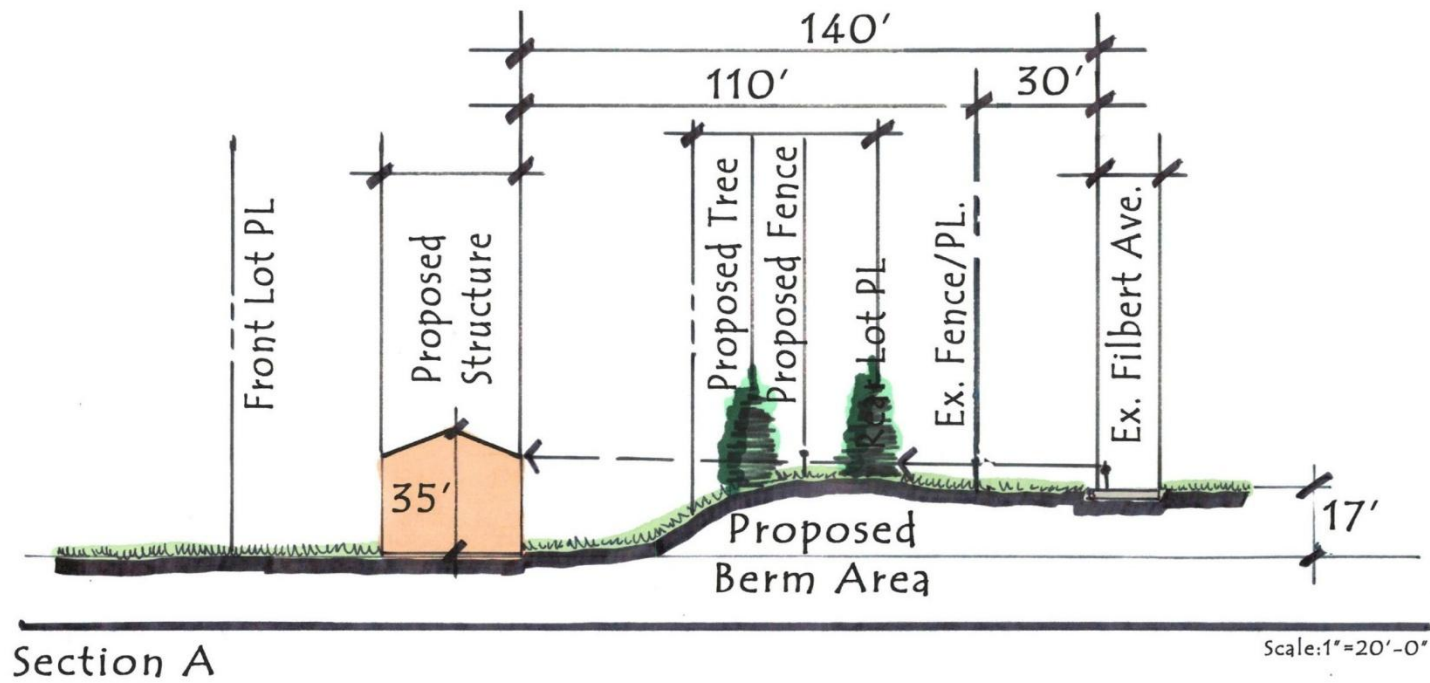 140'
110'
30'
Front Lot PL
Proposed
Structure
Proposed Tree
Proposed Fence
Rear Lot PL
Ex. Fence/PL.
Ex. Filbert Ave.
35'
17'
Proposed
Berm Area
Section A
Scale:1"=20'-0"